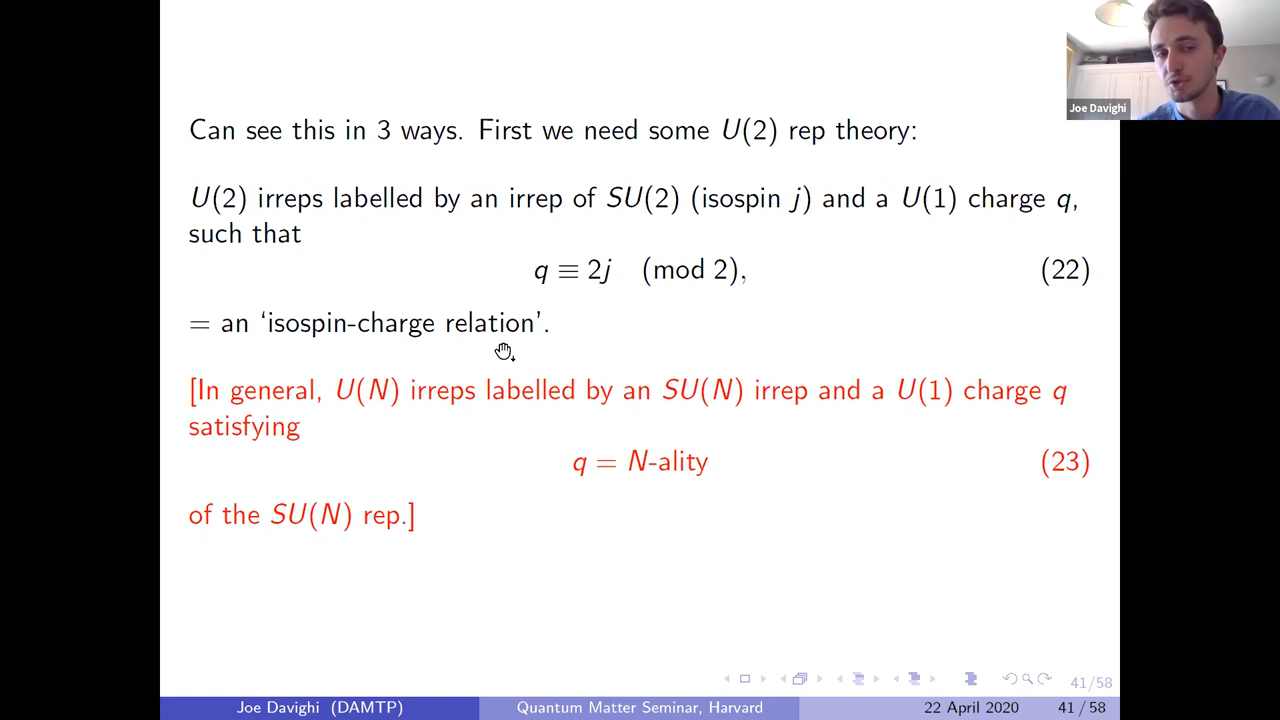 Joe Davighi
Can see this in 3 ways. First we need some U(2) rep theory:
U(2) irreps labelled by an irrep of SU(2) (isospin j) and a U(1) charge q,
such that
q ≡ 2j (mod 2), (22)
= an ‘isospin-charge relation’.
[In general, U(N) irreps labelled by an SU(N) irrep and a U(1) charge q
satisfying
q = N-ality (23)
of the SU(N) rep.]
41/58
Joe Davighi (DAMTP) Quantum Matter Seminar, Harvard 22 April 2020 41 / 58